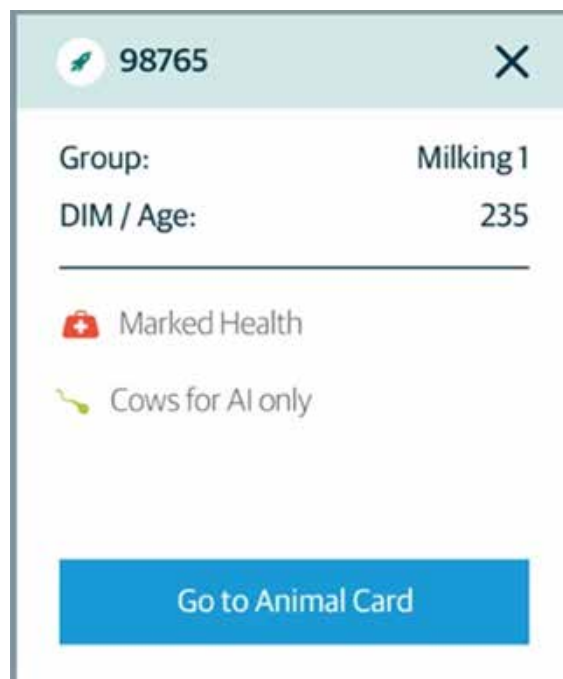 98765
Group: Milking 1
DIM / Age: 235
Marked Health
Cows for AI only
Go to Animal Card